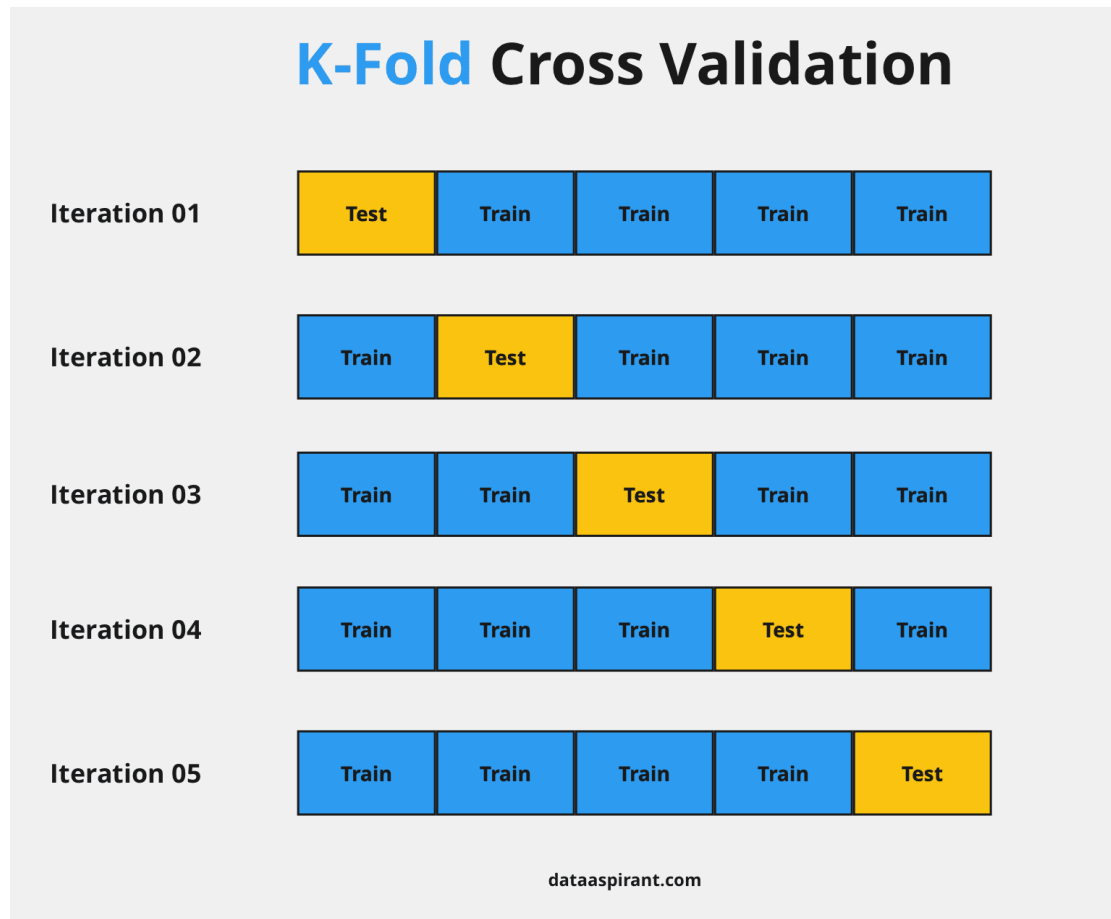 K-Fold Cross Validation
Iteration 01 Test Train Train Train Train
Iteration 02 Train Test Train Train Train
Iteration 03 Train Train Test Train Train
Iteration 04 Train Train Train Test Train
Iteration 05 Train Train Train Train Test
dataaspirant.com